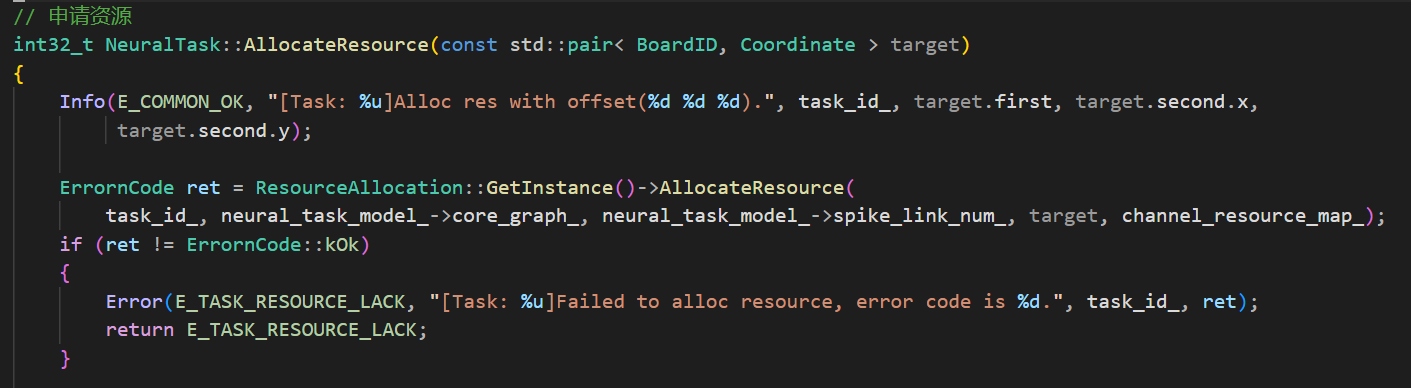 // 申请资源
int32_t NeuralTask::AllocateResource(const std::pair< BoardID, Coordinate > target)
{
    Info(E_COMMON_OK, "[Task: %u]Alloc res with offset(%d %d %d).", task_id_, target.first, target.second.x,
         target.second.y);

    ErrornCode ret = ResourceAllocation::GetInstance()->AllocateResource(
        task_id_, neural_task_model_->core_graph_, neural_task_model_->spike_link_num_, target, channel_resource_map_);
    if (ret != ErrornCode::kOk)
    {
        Error(E_TASK_RESOURCE_LACK, "[Task: %u]Failed to alloc resource, error code is %d.", task_id_, ret);
        return E_TASK_RESOURCE_LACK;
    }